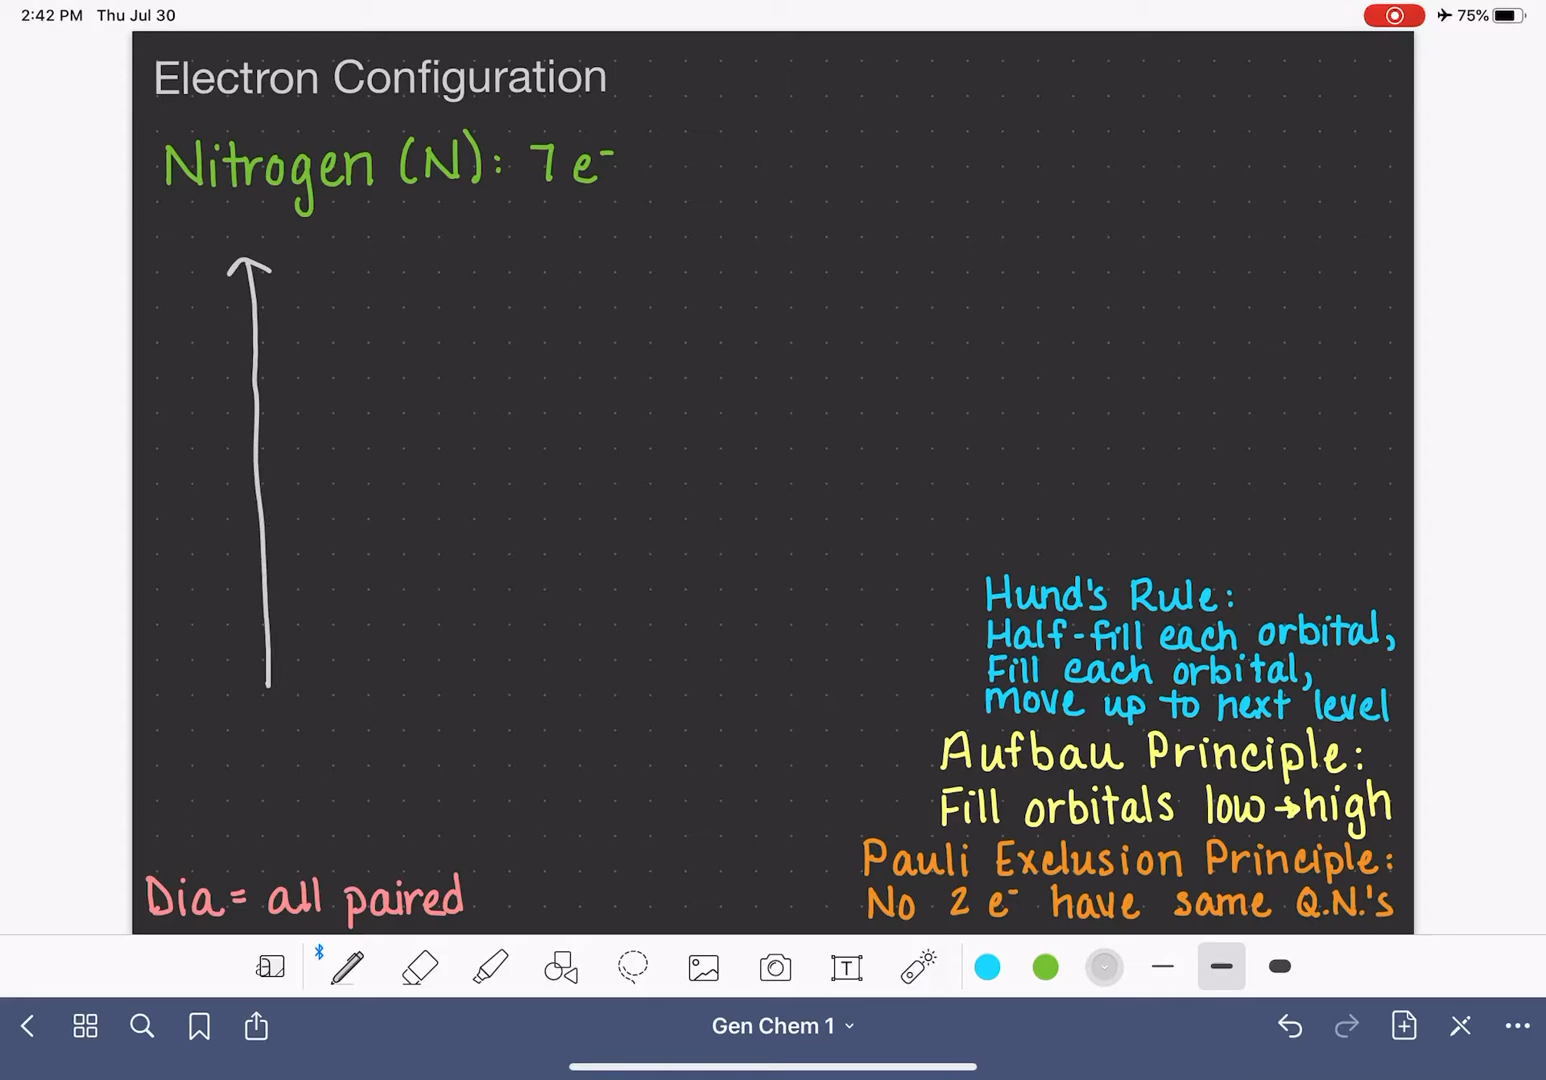 2:42 PM Thu Jul 30
75%
Electron Configuration
Nitrogen (N): 7 e⁻
Hund's Rule:
Half-fill each orbital,
Fill each orbital,
move up to next level
Aufbau Principle:
Fill orbitals low→high
Pauli Exclusion Principle:
No 2 e⁻ have same Q.N.'s
Dia = all paired
T
Gen Chem 1